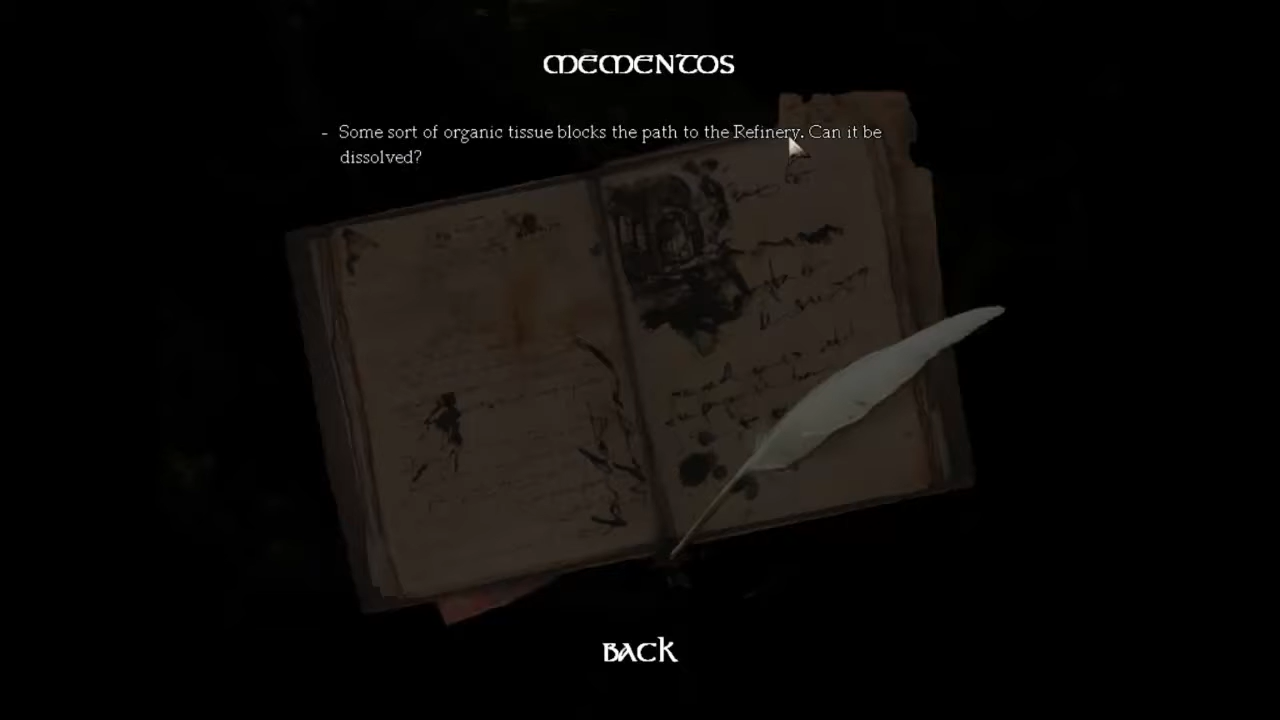 MEMENTOS
- Some sort of organic tissue blocks the path to the Refinery. Can it be
dissolved?
BACK